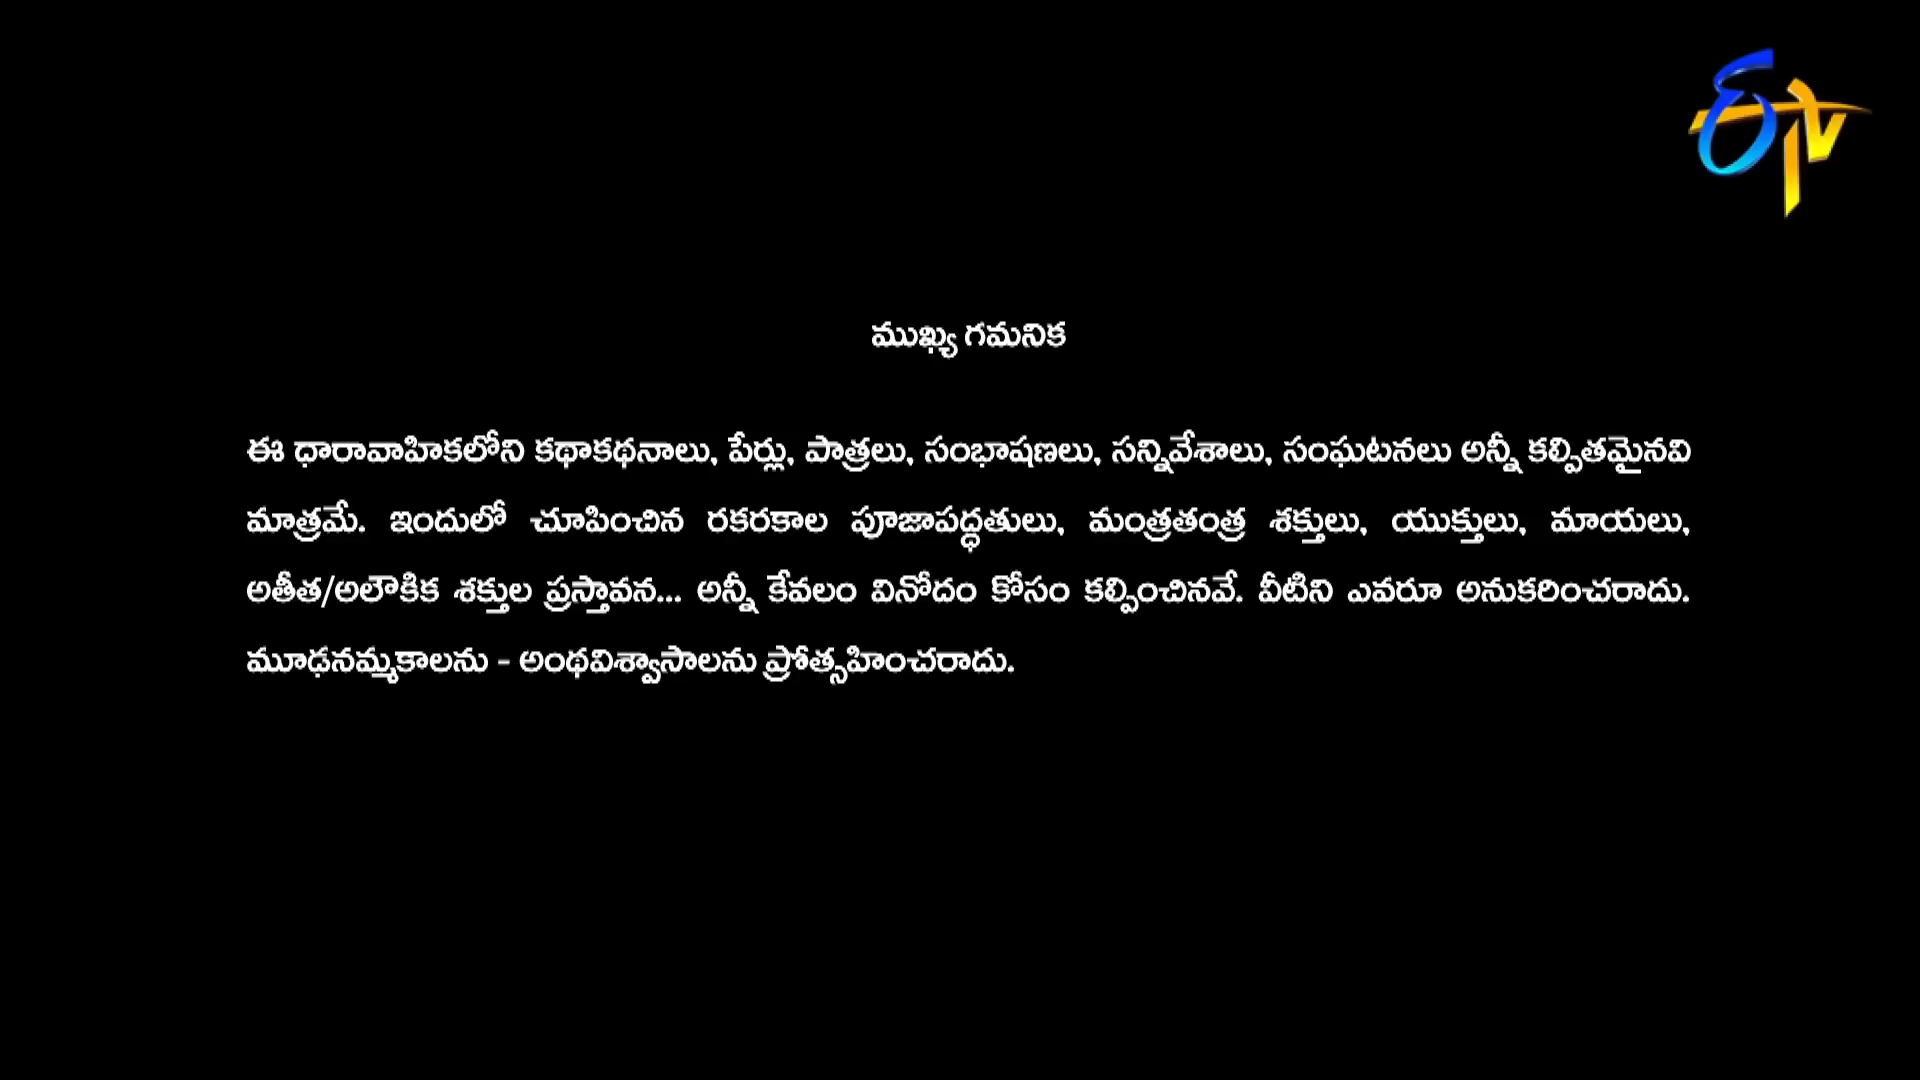 ETV
ముఖ్య గమనిక
ఈ ధారావాహికలోని కథాకథనాలు, పేర్లు, పాత్రలు, సంభాషణలు, సన్నివేశాలు, సంఘటనలు అన్నీ కల్పితమైనవి
మాత్రమే. ఇందులో చూపించిన రకరకాల పూజాపద్ధతులు, మంత్రతంత్ర శక్తులు, యుక్తులు, మాయలు,
అతీత/అలౌకిక శక్తుల ప్రస్తావన... అన్నీ కేవలం వినోదం కోసం కల్పించినవే. వీటిని ఎవరూ అనుకరించరాదు.
మూఢనమ్మకాలను - అంధవిశ్వాసాలను ప్రోత్సహించరాదు.